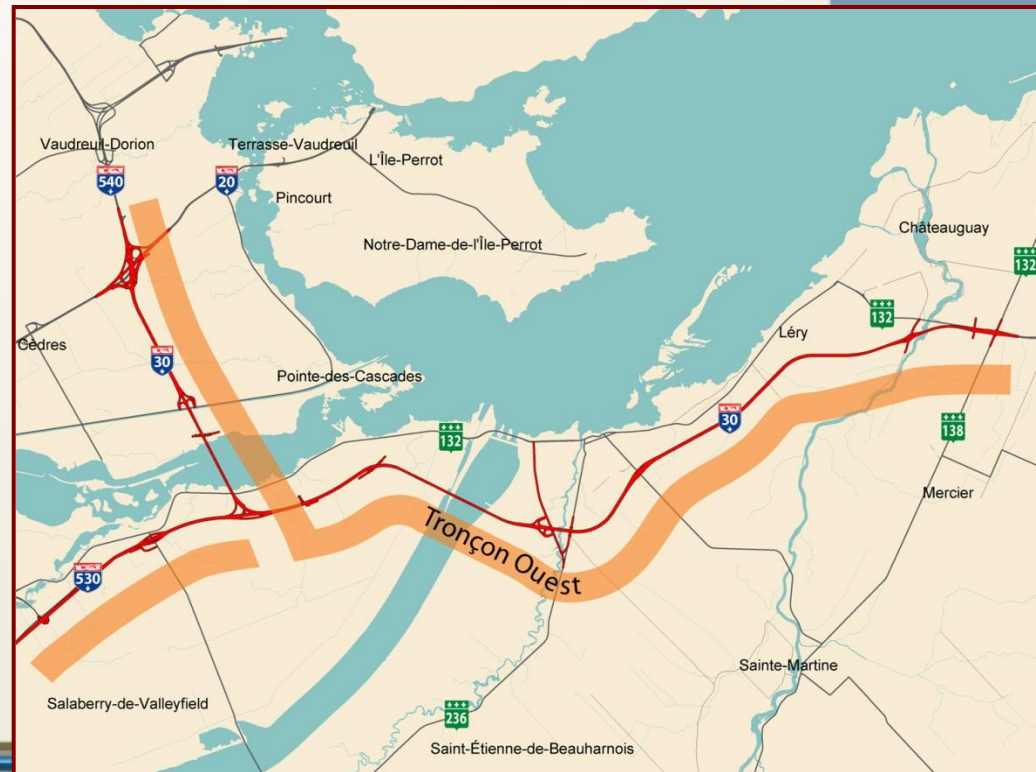 Vaudreuil-Dorion
Terrasse-Vaudreuil
L'Île-Perrot
540
20
Pincourt
Châteauguay
Notre-Dame-de-l'Île-Perrot
132
132
Cèdres
Léry
30
Pointe-des-Cascades
30
132
138
Mercier
Tronçon Ouest
530
Sainte-Martine
Salaberry-de-Valleyfield
236
Saint-Étienne-de-Beauharnois